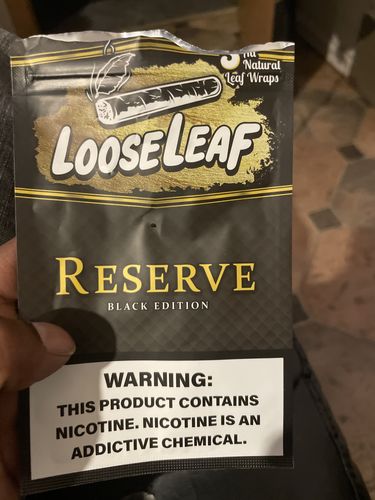 Natural
Leaf Wraps
LOOSELEAF
RESERVE
BLACK EDITION
WARNING:
THIS PRODUCT CONTAINS
NICOTINE. NICOTINE IS AN
ADDICTIVE CHEMICAL.